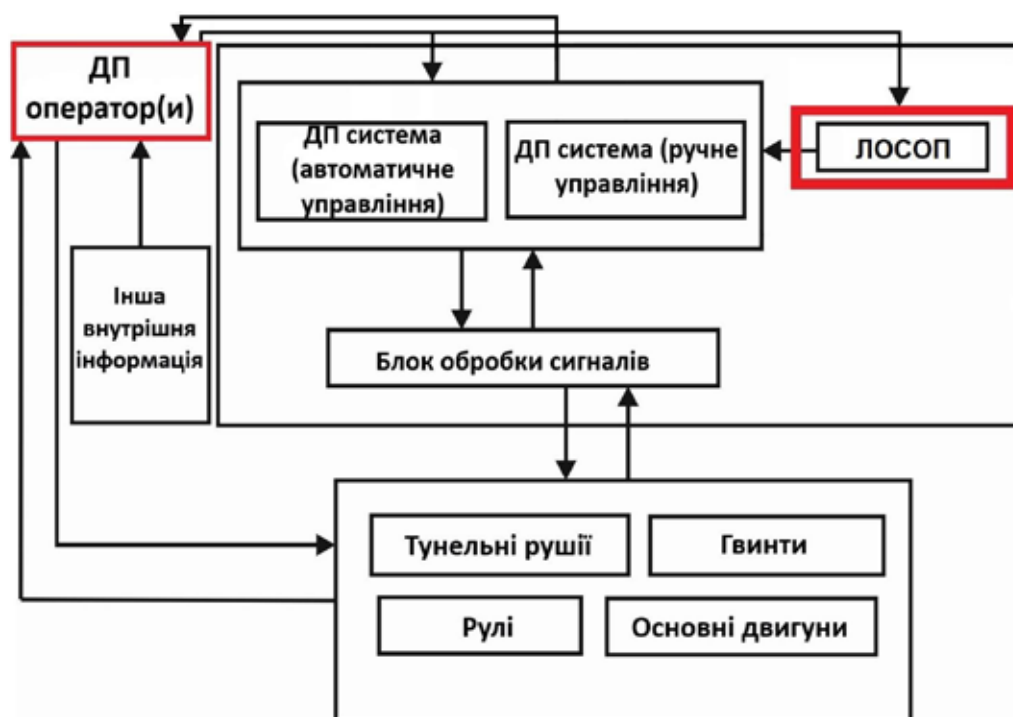 ДП
оператор(и)
ДП система
(автоматичне
управління)
ДП система (ручне
управління)
ЛОСОП
Інша
внутрішня
інформація
Блок обробки сигналів
Тунельні рушії
Гвинти
Рулі
Основні двигуни